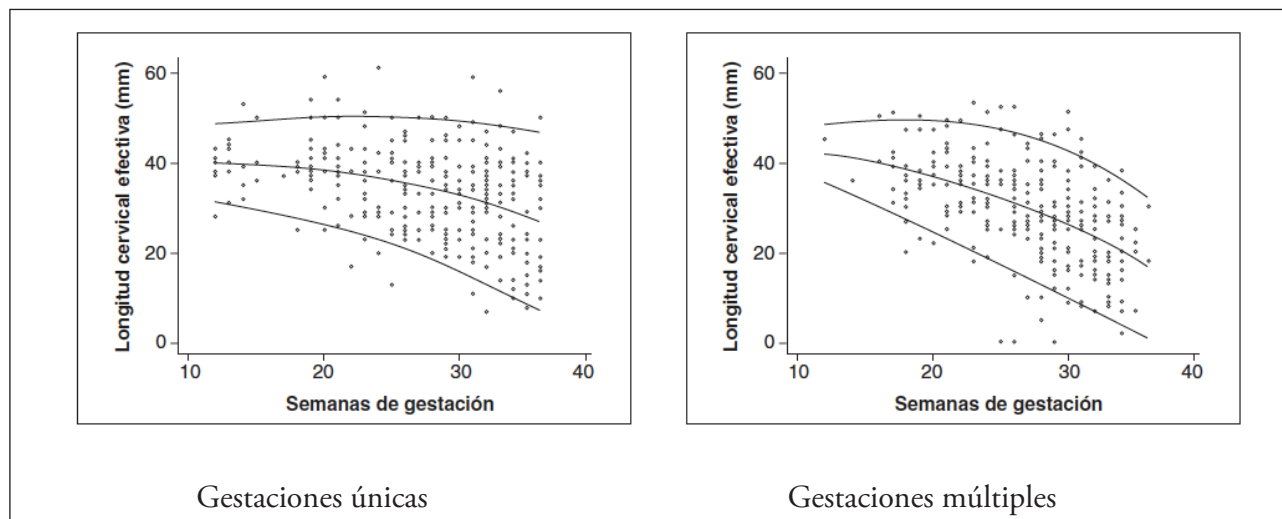 Longitud cervical efectiva (mm)
60
40
20
0
10 20 30 40
Semanas de gestación
Gestaciones únicas
Longitud cervical efectiva (mm)
60
40
20
0
10 20 30 40
Semanas de gestación
Gestaciones múltiples